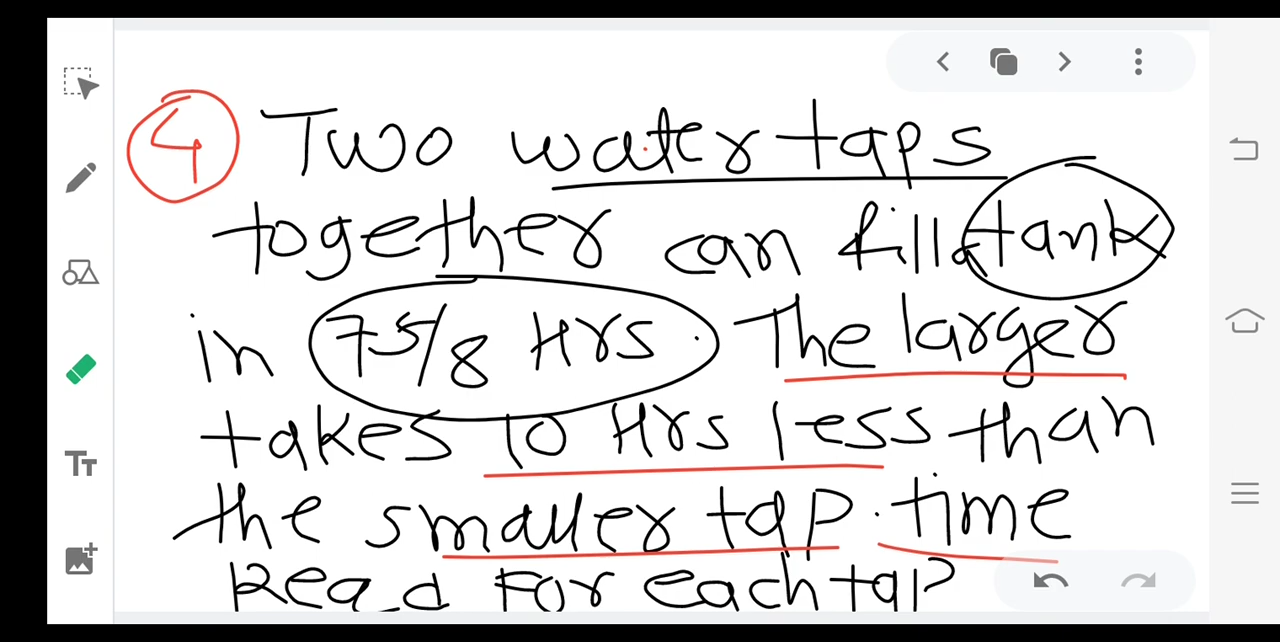 4 Two water taps
together can fill a tank
in 7 5/8 Hrs. The larger
takes 10 Hrs less than
the smaller tap. time
Read For each tap?
TT